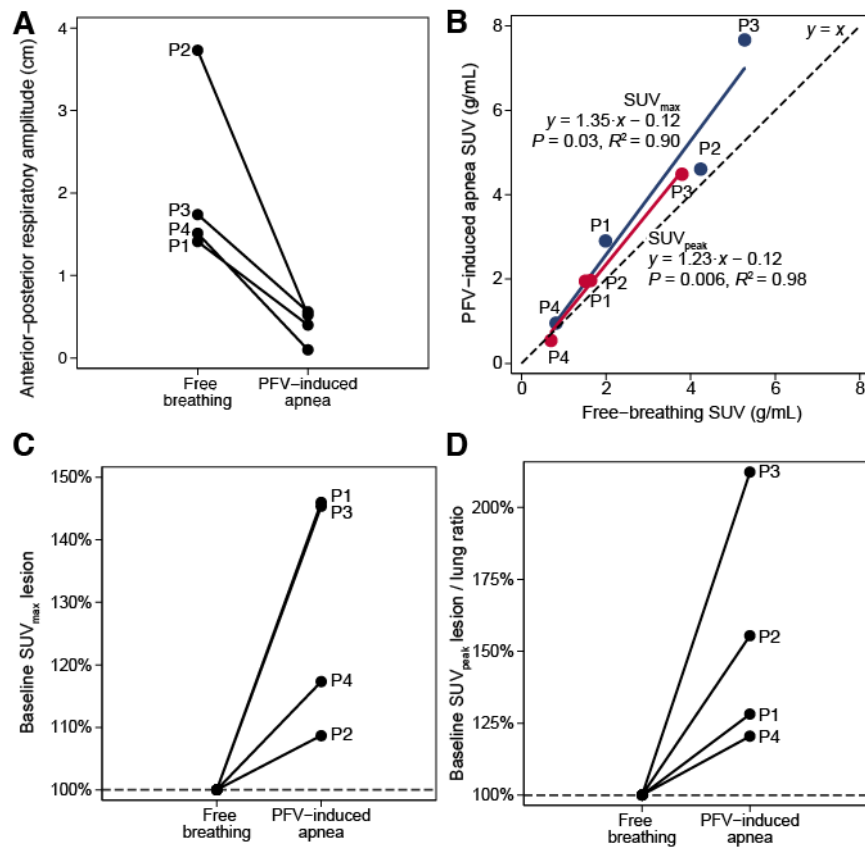 A
Anterior-posterior respiratory amplitude (cm)
4
3
2
1
0
P2
P3
P4
P1
Free
breathing
PFV-induced
apnea
B
PFV-induced apnea SUV (g/mL)
8
6
4
2
0
P3
y = x
SUVmax
y = 1.35·x − 0.12
P = 0.03, R² = 0.90
P2
P3
P1
SUVpeak
y = 1.23·x − 0.12
P = 0.006, R² = 0.98
P2
P1
P4
P4
0
2
4
6
8
Free-breathing SUV (g/mL)
C
Baseline SUVmax lesion
150%
140%
130%
120%
110%
100%
P1
P3
P4
P2
Free
breathing
PFV-induced
apnea
D
Baseline SUVpeak lesion / lung ratio
200%
175%
150%
125%
100%
P3
P2
P1
P4
Free
breathing
PFV-induced
apnea